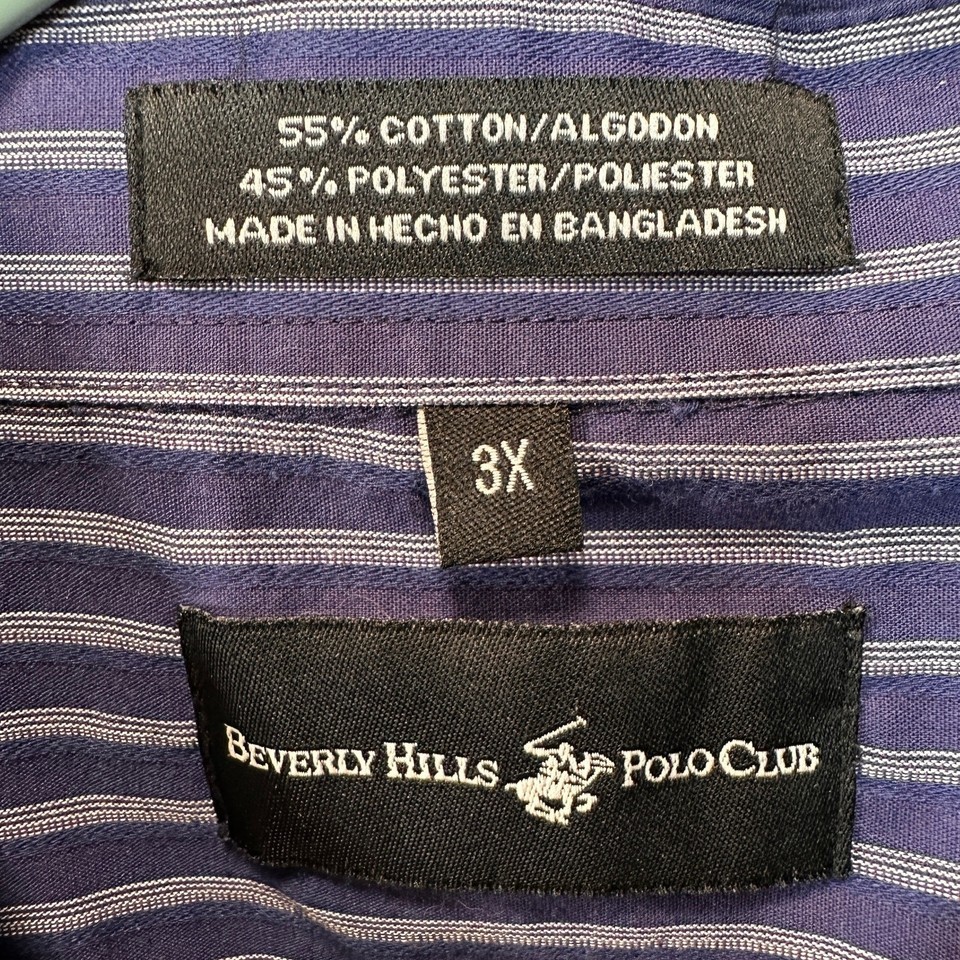 55% COTTON/ALGODON
45% POLYESTER/POLIESTER
MADE IN HECHO EN BANGLADESH
3X
BEVERLY HILLS POLO CLUB